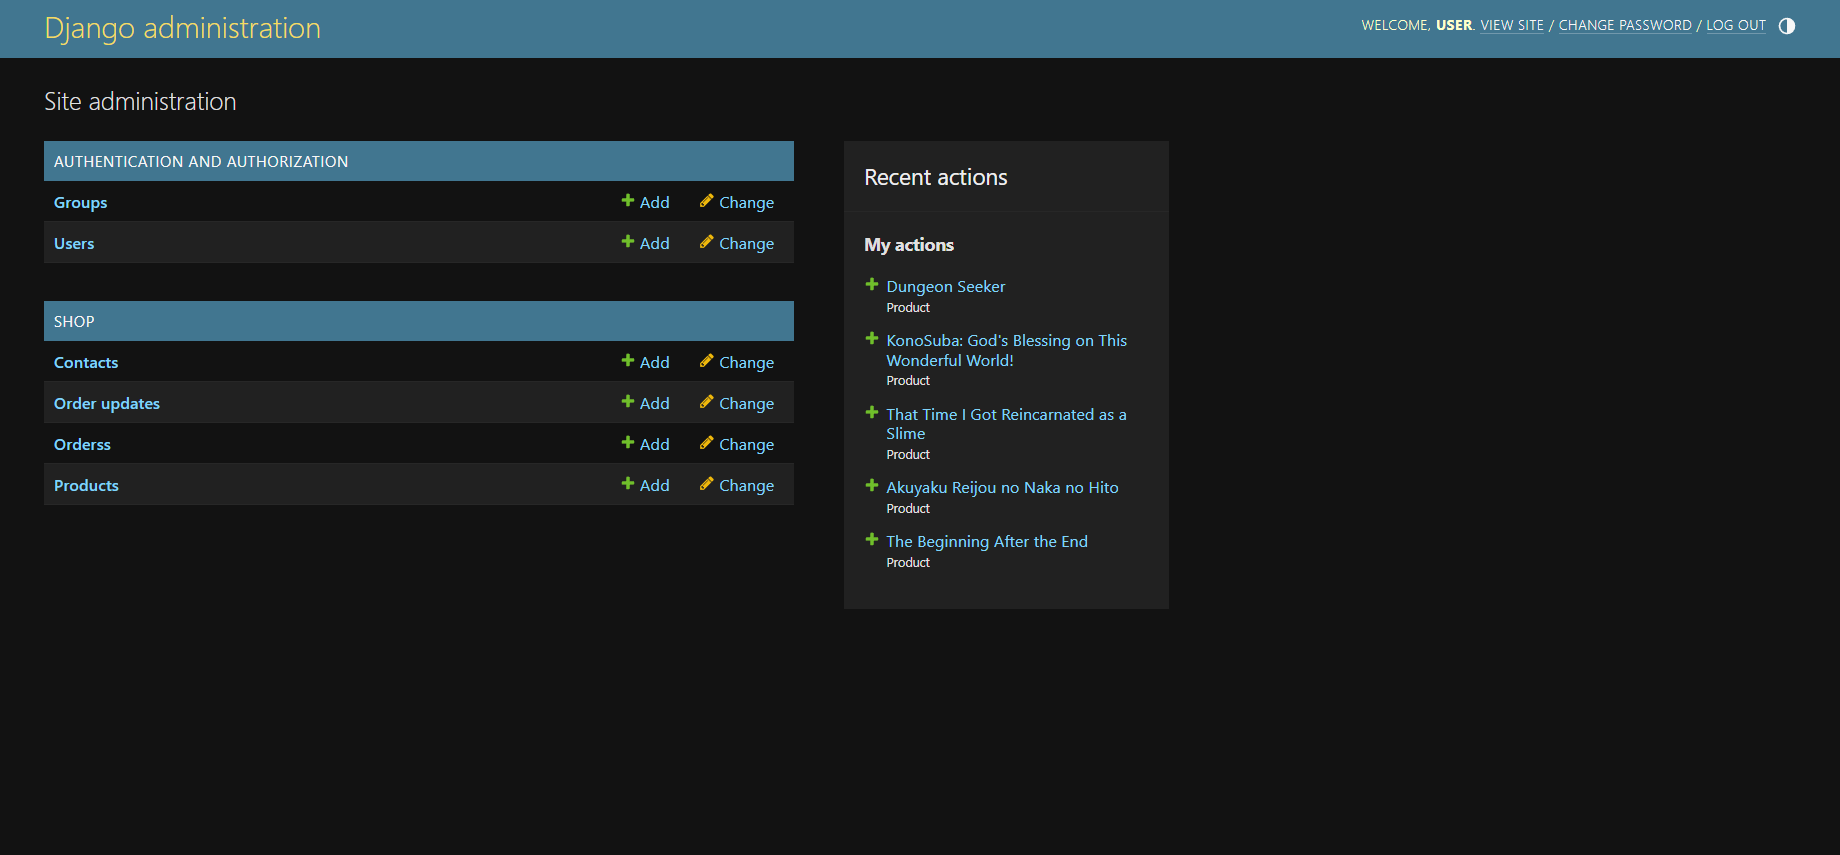 Django administration
WELCOME, USER. VIEW SITE / CHANGE PASSWORD / LOG OUT
Site administration
AUTHENTICATION AND AUTHORIZATION
Groups Add Change
Users Add Change
SHOP
Contacts Add Change
Order updates Add Change
Orderss Add Change
Products Add Change
Recent actions
My actions
Dungeon Seeker
Product
KonoSuba: God's Blessing on This
Wonderful World!
Product
That Time I Got Reincarnated as a
Slime
Product
Akuyaku Reijou no Naka no Hito
Product
The Beginning After the End
Product